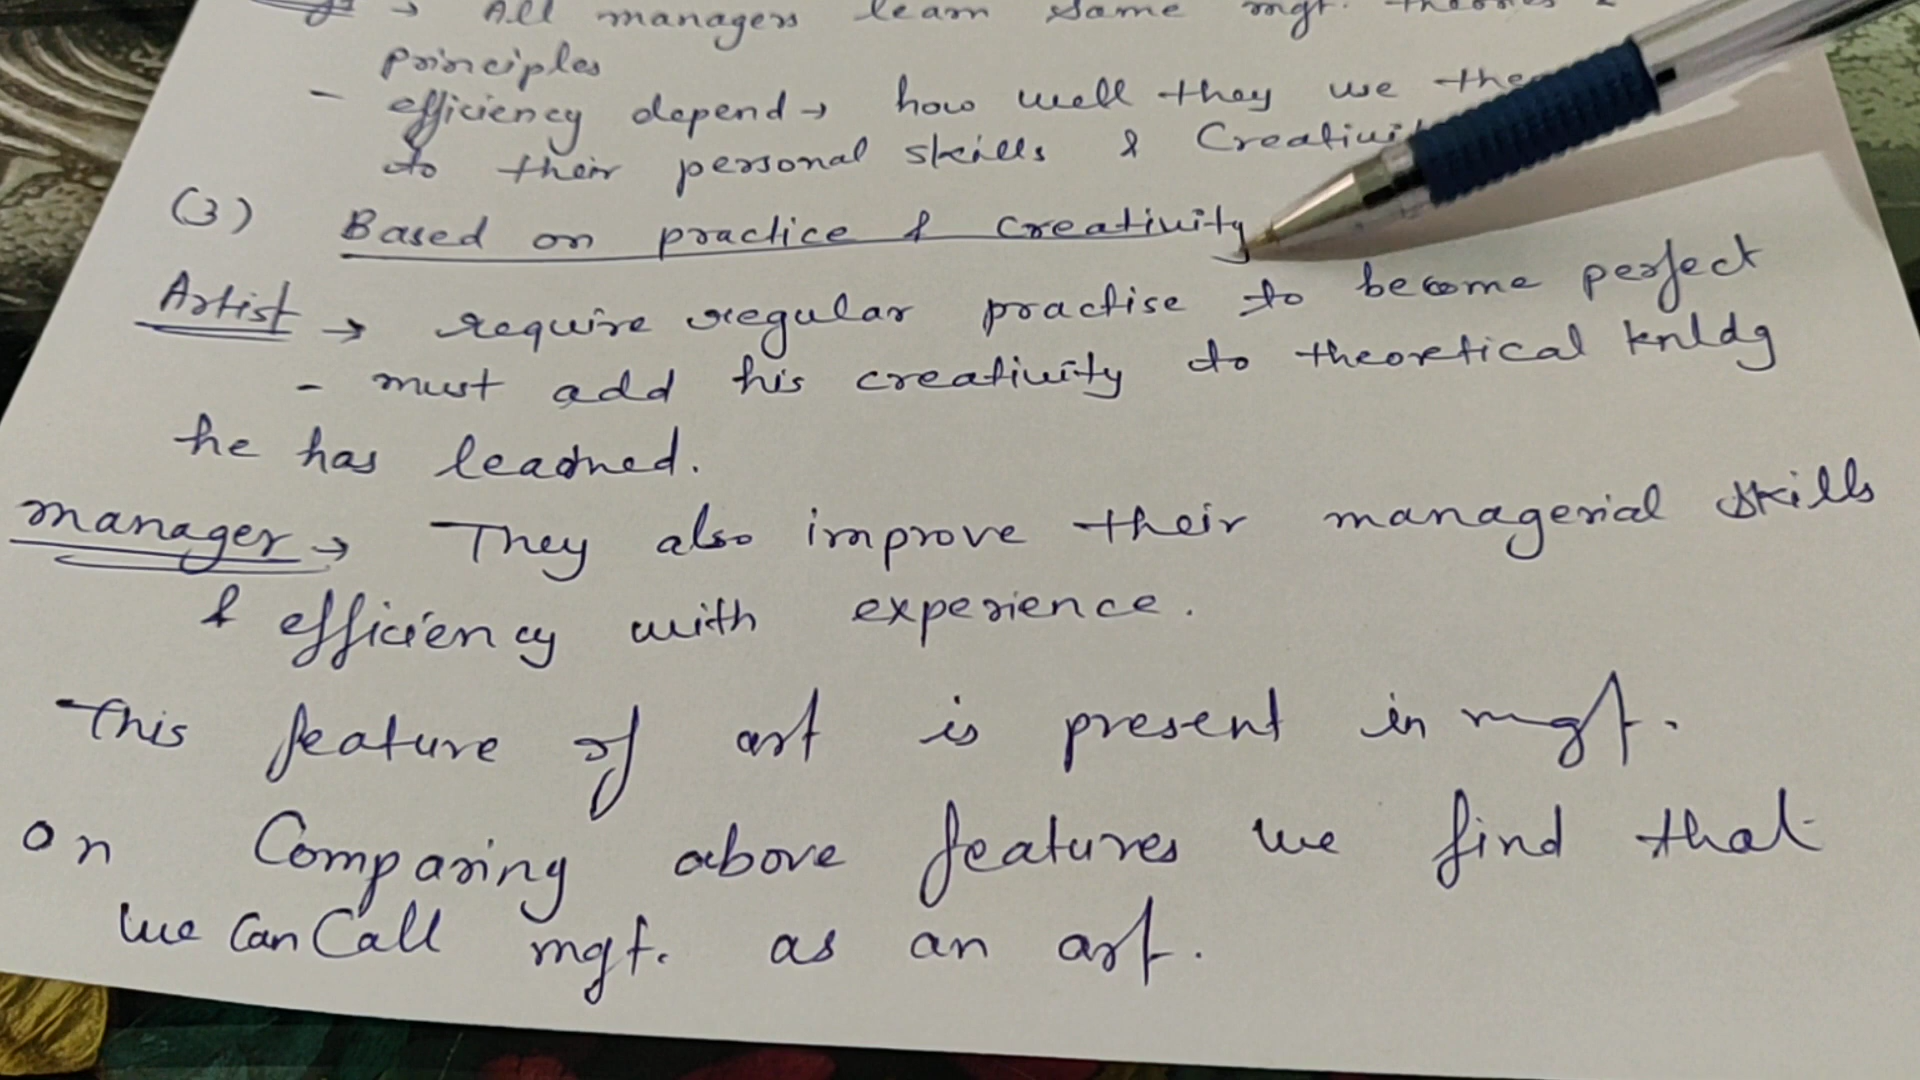 → All managers learn same mgt.
principles
- efficiency depend → how well they use
to their personal skills &
(3) Based on practice & creativity
Artist → require regular practise to become perfect
- must add his creativity to theoretical knldg
he has learned.
manager → They also improve their managerial skills
& efficiency with experience.
This feature of art is present in mgt.
on Comparing above features we find that
we can Call mgt. as an art.